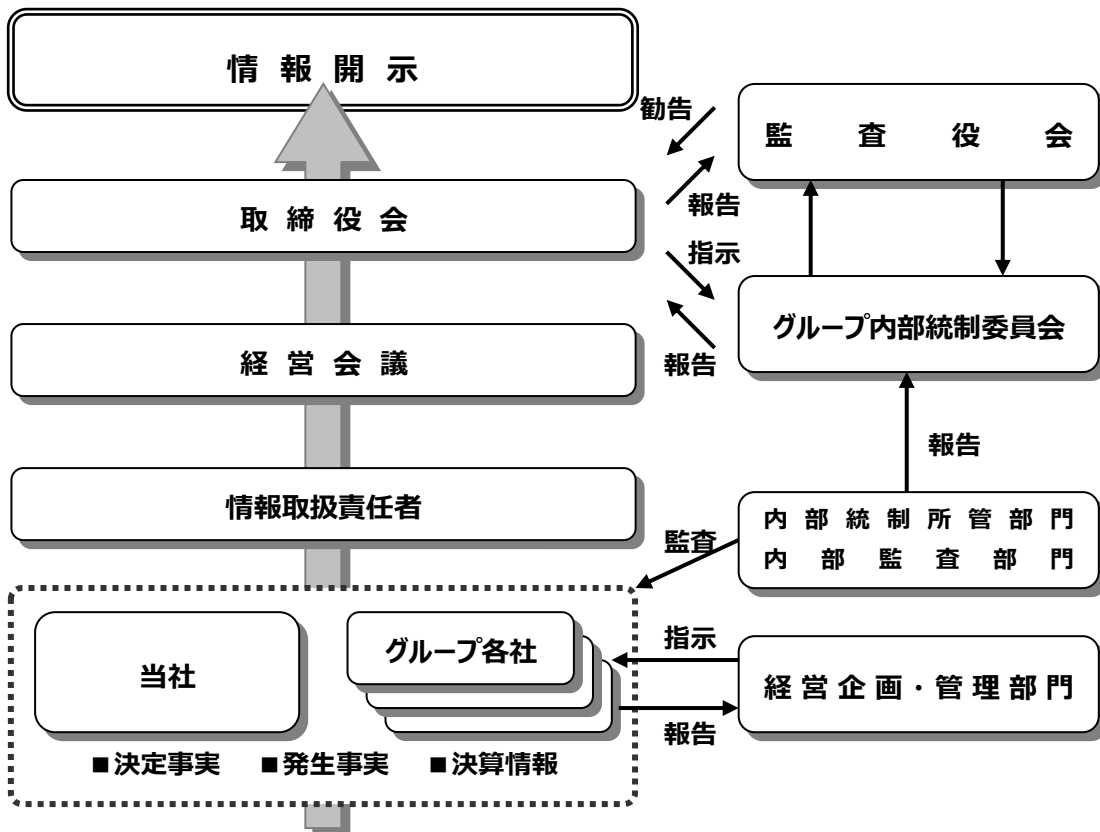 情報開示
勧告
監査役会
取締役会
報告
指示
グループ内部統制委員会
経営会議
報告
報告
情報取扱責任者
内部統制所管部門
内部監査部門
監査
当社
グループ各社
指示
経営企画・管理部門
報告
■決定事実 ■発生事実 ■決算情報